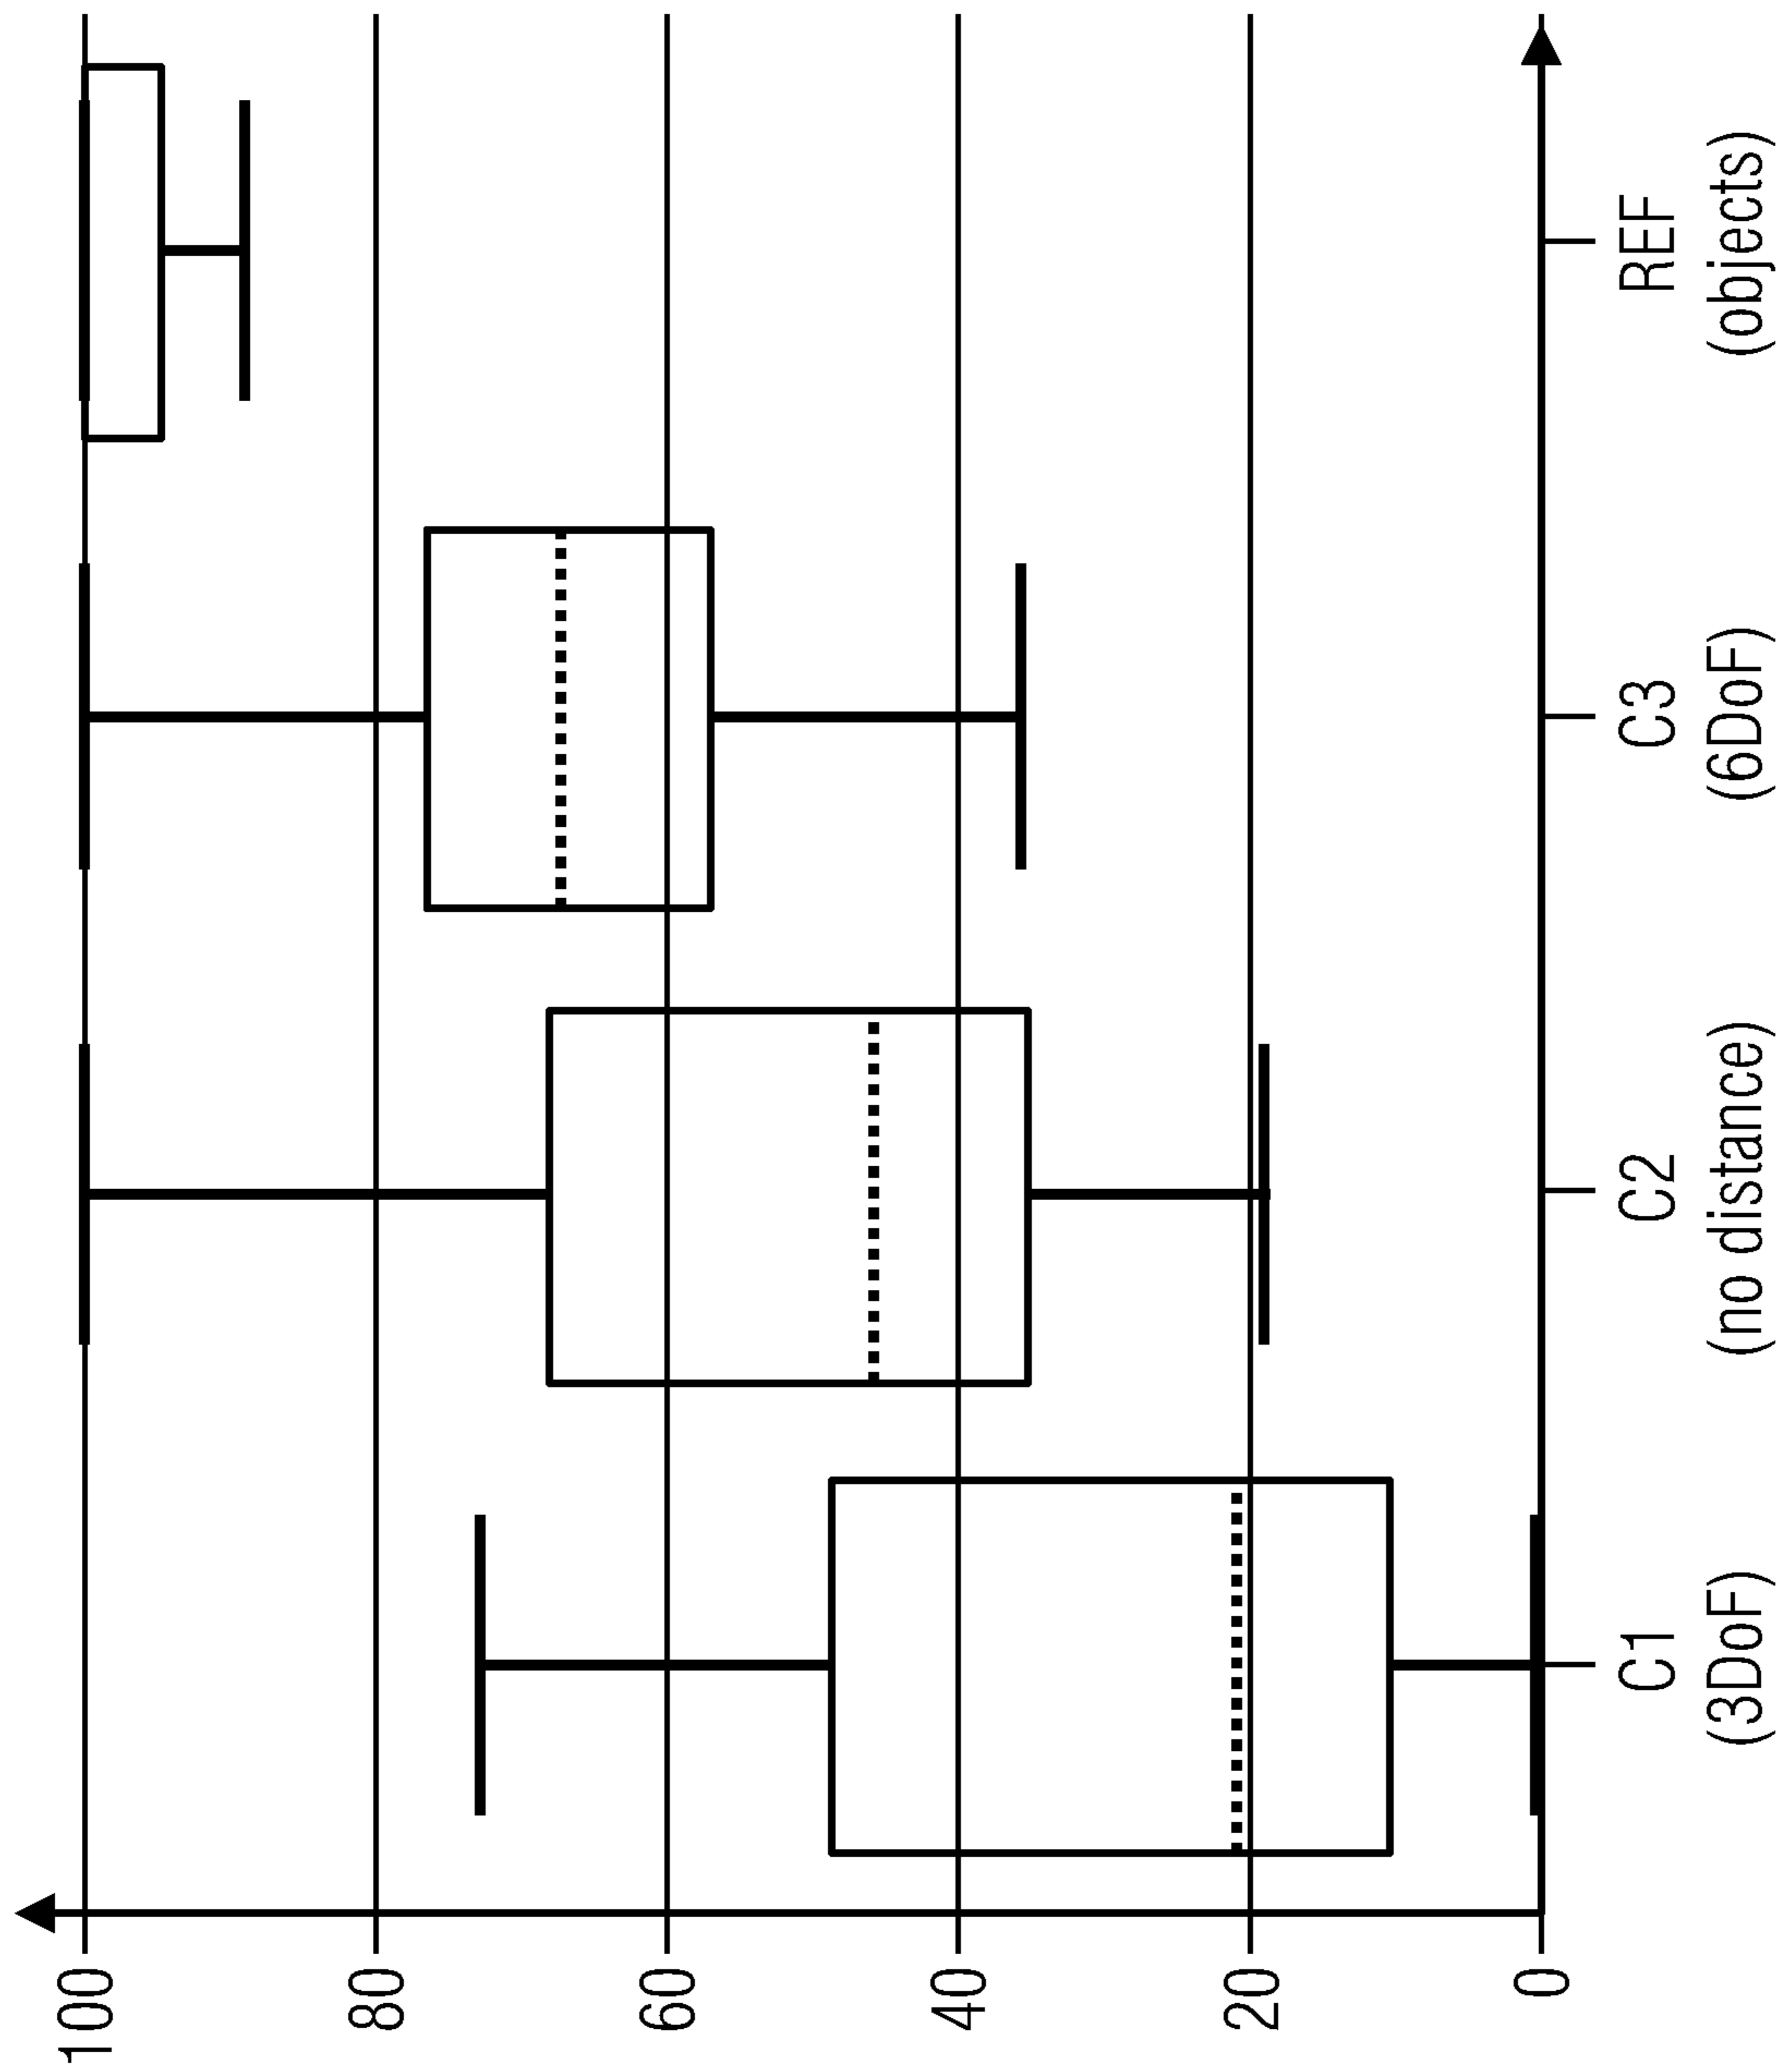 100
80
60
40
20
0
C1
(3DoF)
C2
(no distance)
C3
(6DoF)
REF
(objects)